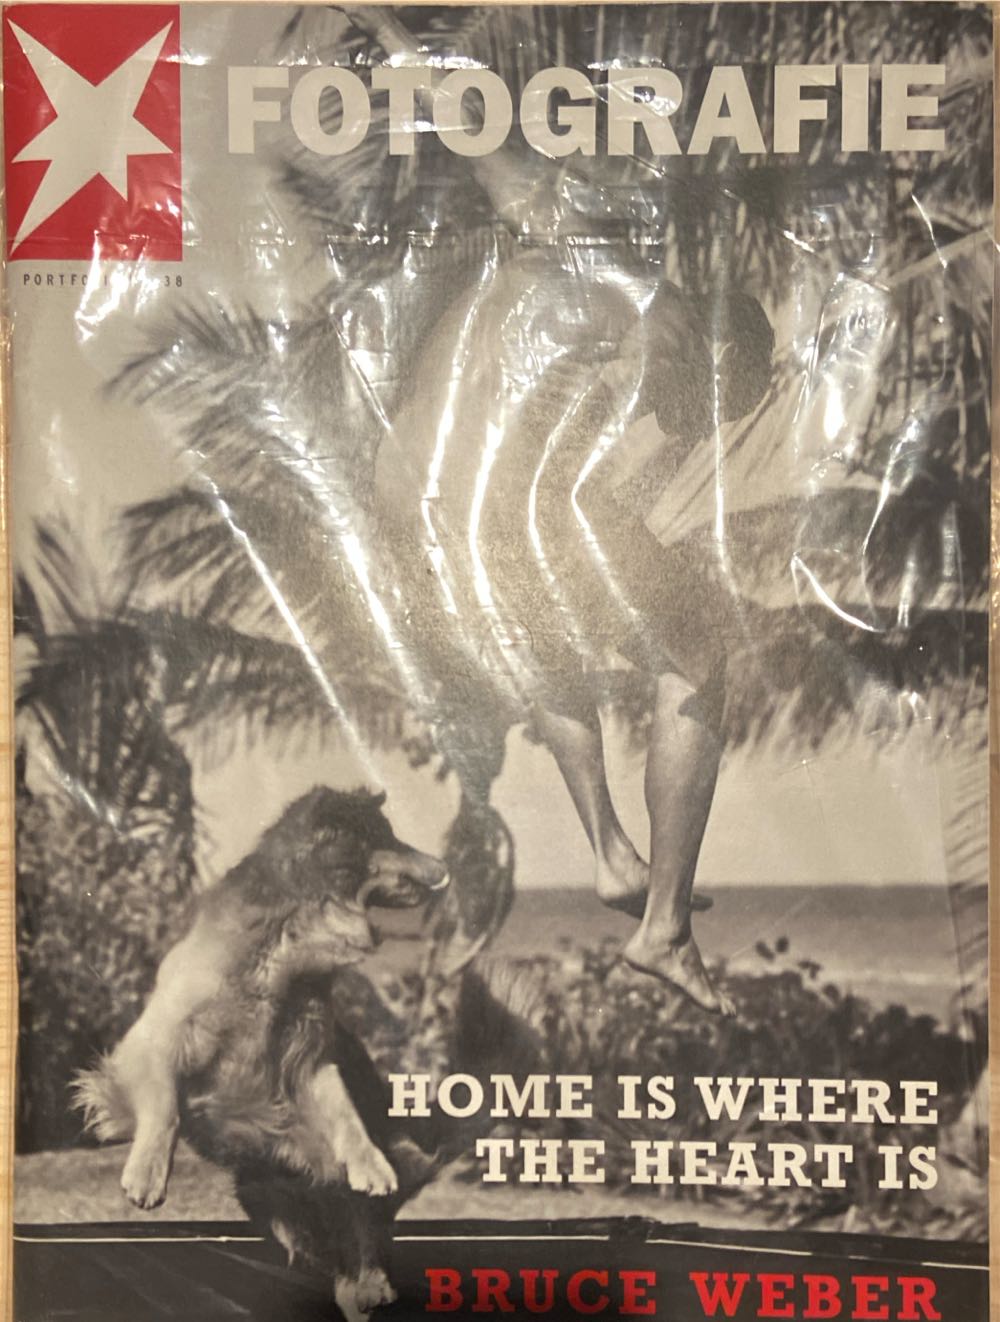 FOTOGRAFIE
38
HOME IS WHERE
THE HEART IS
BRUCE WEBER